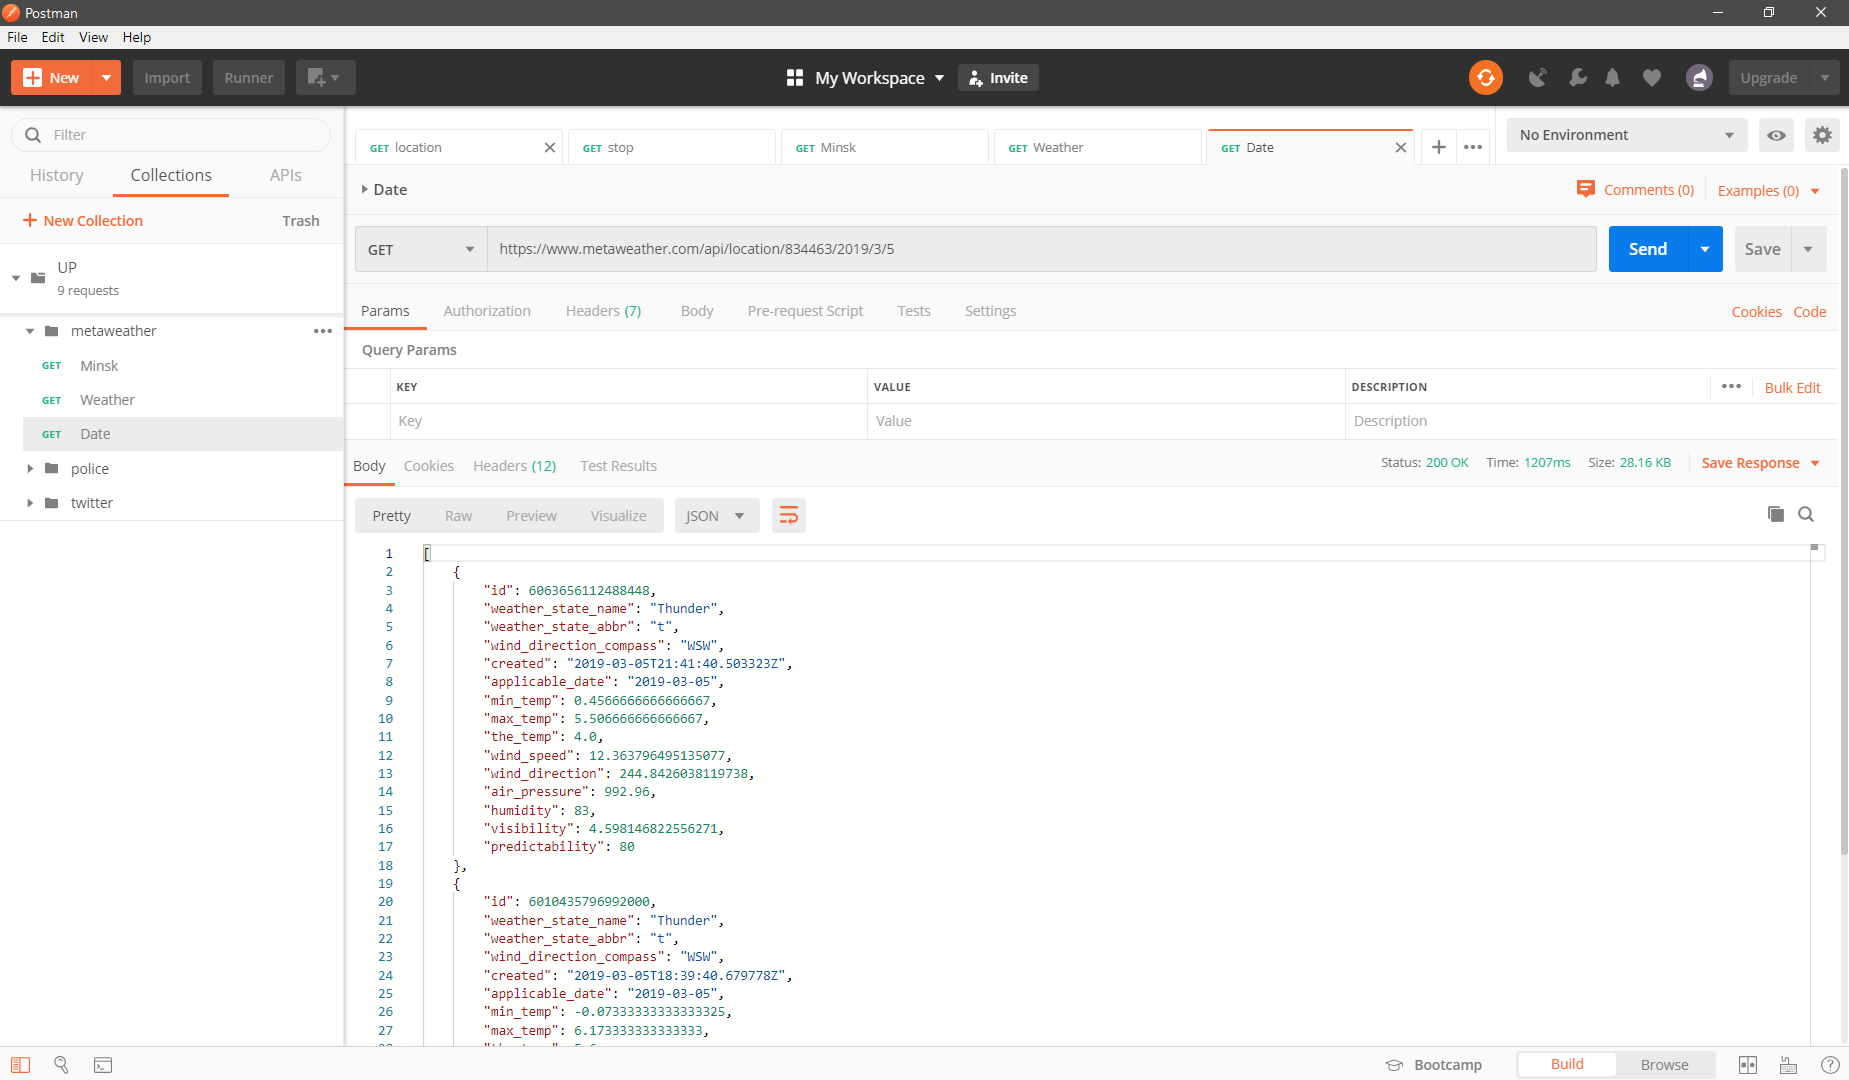 Postman
File Edit View Help
New Import Runner My Workspace Invite Upgrade
Filter
History Collections APIs
New Collection Trash
UP
9 requests
metaweather
GET Minsk
GET Weather
GET Date
police
twitter
GET location GET stop GET Minsk GET Weather GET Date No Environment
Date Comments (0) Examples (0)
GET https://www.metaweather.com/api/location/834463/2019/3/5 Send Save
Params Authorization Headers (7) Body Pre-request Script Tests Settings Cookies Code
Query Params
KEY VALUE DESCRIPTION Bulk Edit
Key Value Description
Body Cookies Headers (12) Test Results Status: 200 OK Time: 1207ms Size: 28.16 KB Save Response
Pretty Raw Preview Visualize JSON
1 [
2 {
3 "id": 6063656112488448,
4 "weather_state_name": "Thunder",
5 "weather_state_abbr": "t",
6 "wind_direction_compass": "WSW",
7 "created": "2019-03-05T21:41:40.503323Z",
8 "applicable_date": "2019-03-05",
9 "min_temp": 0.4566666666666667,
10 "max_temp": 5.506666666666667,
11 "the_temp": 4.0,
12 "wind_speed": 12.363796495135077,
13 "wind_direction": 244.8426038119738,
14 "air_pressure": 992.96,
15 "humidity": 83,
16 "visibility": 4.598146822556271,
17 "predictability": 80
18 },
19 {
20 "id": 6010435796992000,
21 "weather_state_name": "Thunder",
22 "weather_state_abbr": "t",
23 "wind_direction_compass": "WSW",
24 "created": "2019-03-05T18:39:40.679778Z",
25 "applicable_date": "2019-03-05",
26 "min_temp": -0.07333333333333325,
27 "max_temp": 6.173333333333333,
Bootcamp Build Browse